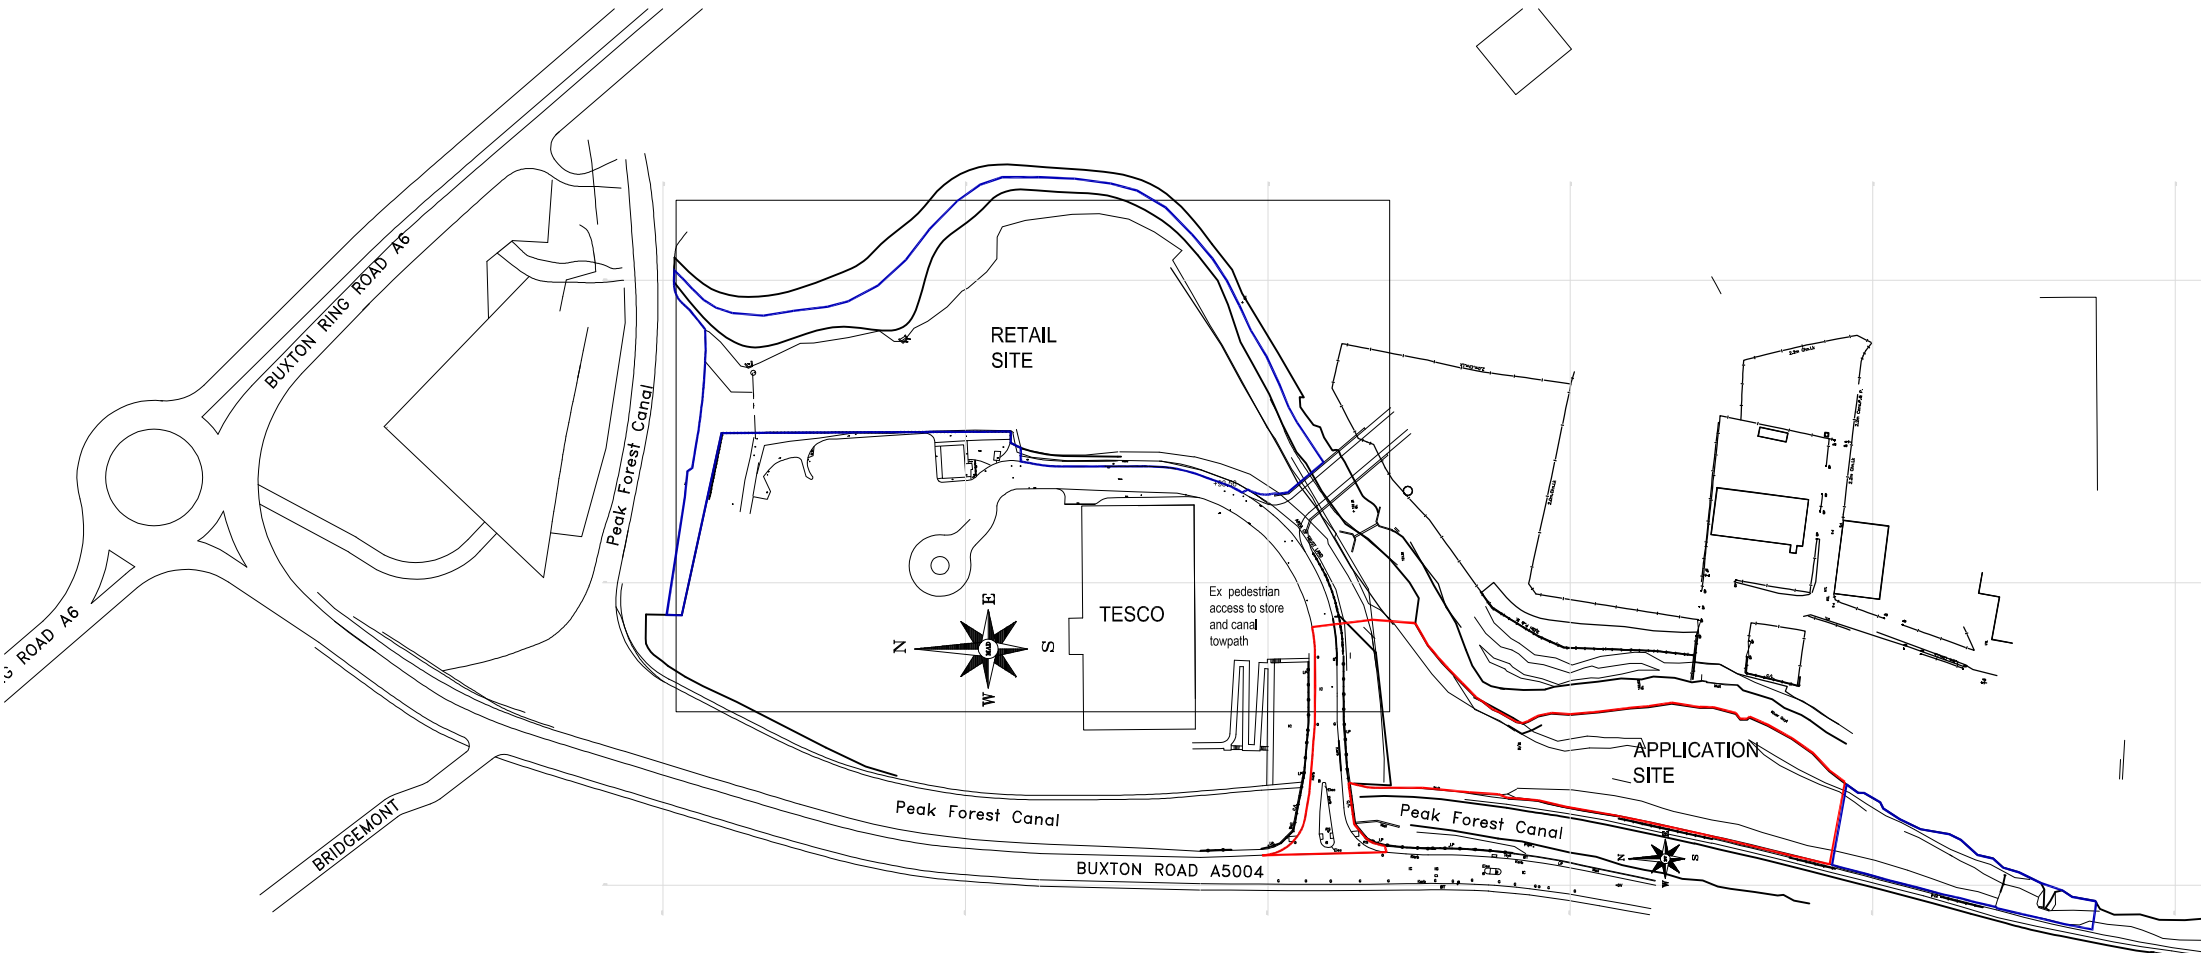 BUXTON RING ROAD A6
RETAIL
SITE
Peak Forest Canal
Ex pedestrian
access to store
and canal
towpath
TESCO
E
N
S
W
MAD
G ROAD A6
APPLICATION
SITE
Peak Forest Canal
Peak Forest Canal
BRIDGEMONT
BUXTON ROAD A5004
N
S
W